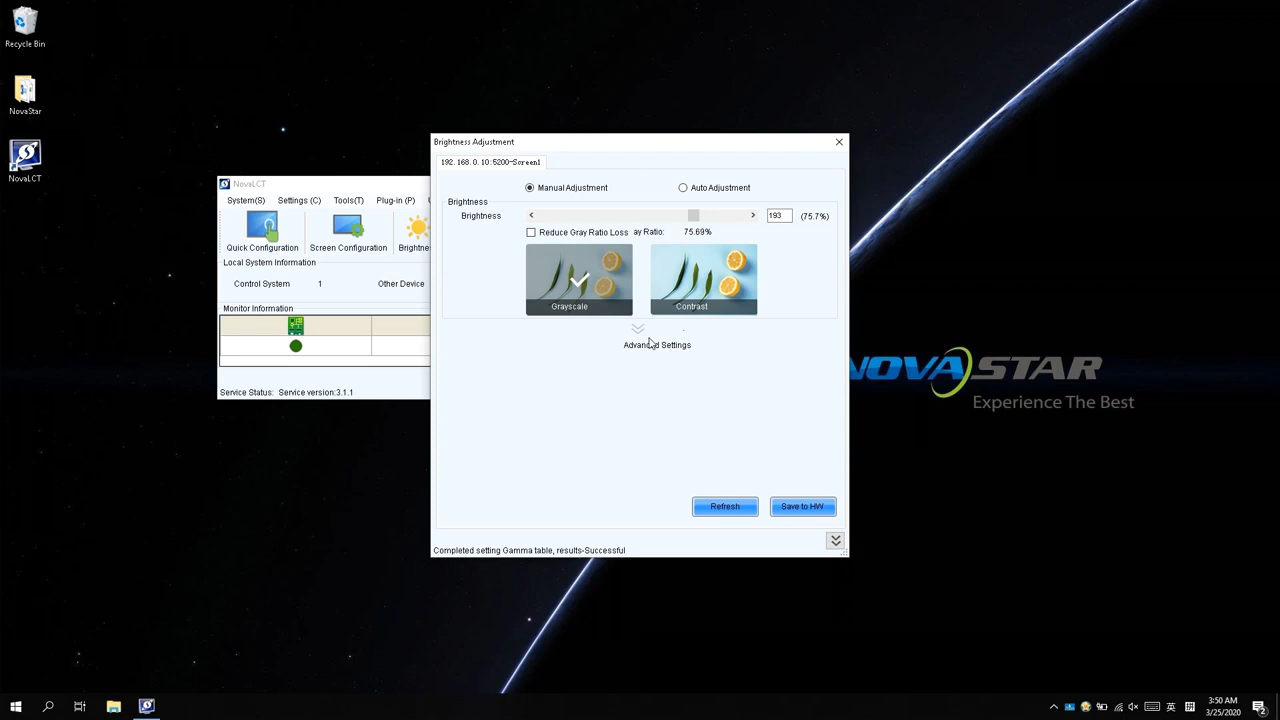 Recycle Bin
NovaStar
NovaLCT
NovaLCT
System(S) Settings (C) Tools(T) Plug-in (P)
Quick Configuration Screen Configuration
Local System Information
Control System 1 Other Device
Monitor Information
Service Status: Service version:3.1.1
Brightness Adjustment
192.168.0.10:5200-Screen1
Manual Adjustment Auto Adjustment
Brightness
Brightness 193 (75.7%)
Reduce Gray Ratio Loss ay Ratio: 75.69%
Grayscale Contrast
Advanced Settings
Refresh Save to HW
Completed setting Gamma table, results-Successful
NOVA STAR
Experience The Best
英
3:50 AM
3/25/2020
2